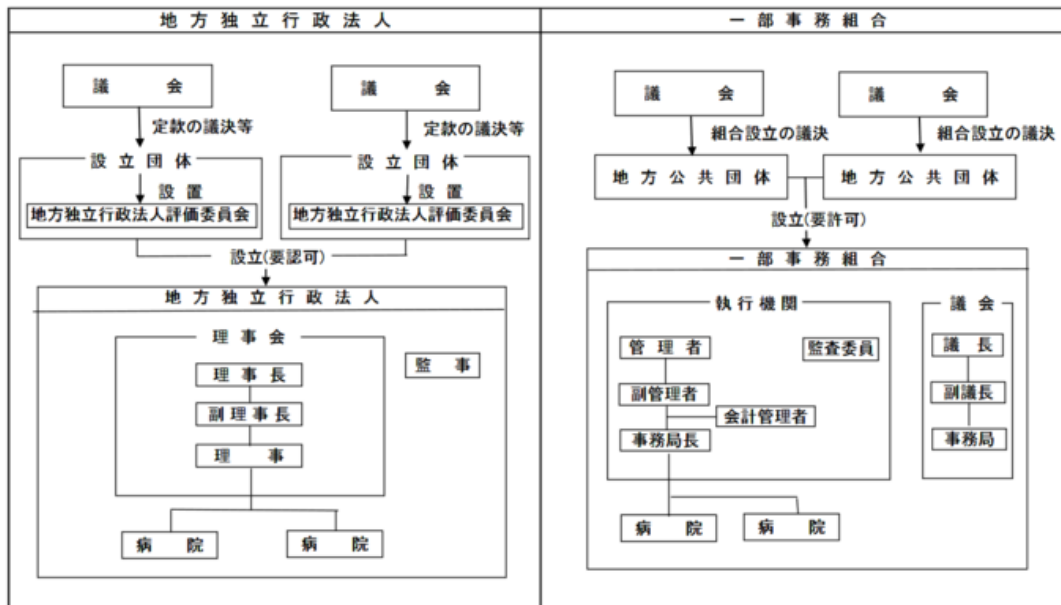 地方独立行政法人
議会
議会
定款の議決等
定款の議決等
設立団体
設立団体
設置
設置
地方独立行政法人評価委員会
地方独立行政法人評価委員会
設立(要認可)
地方独立行政法人
理事会
理事長
監事
副理事長
理事
病院
病院
一部事務組合
議会
議会
組合設立の議決
組合設立の議決
地方公共団体
地方公共団体
設立(要許可)
一部事務組合
執行機関
議会
管理者
監査委員
議長
副管理者
副議長
会計管理者
事務局長
事務局
病院
病院